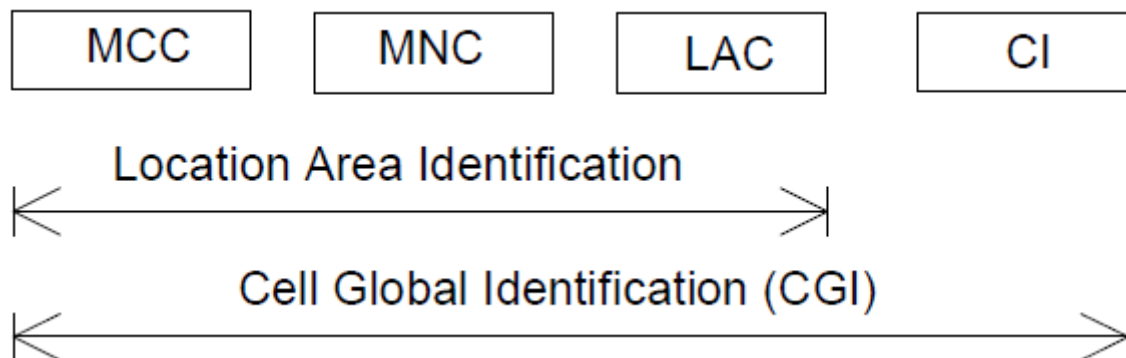 MCC MNC LAC CI
Location Area Identification
Cell Global Identification (CGI)